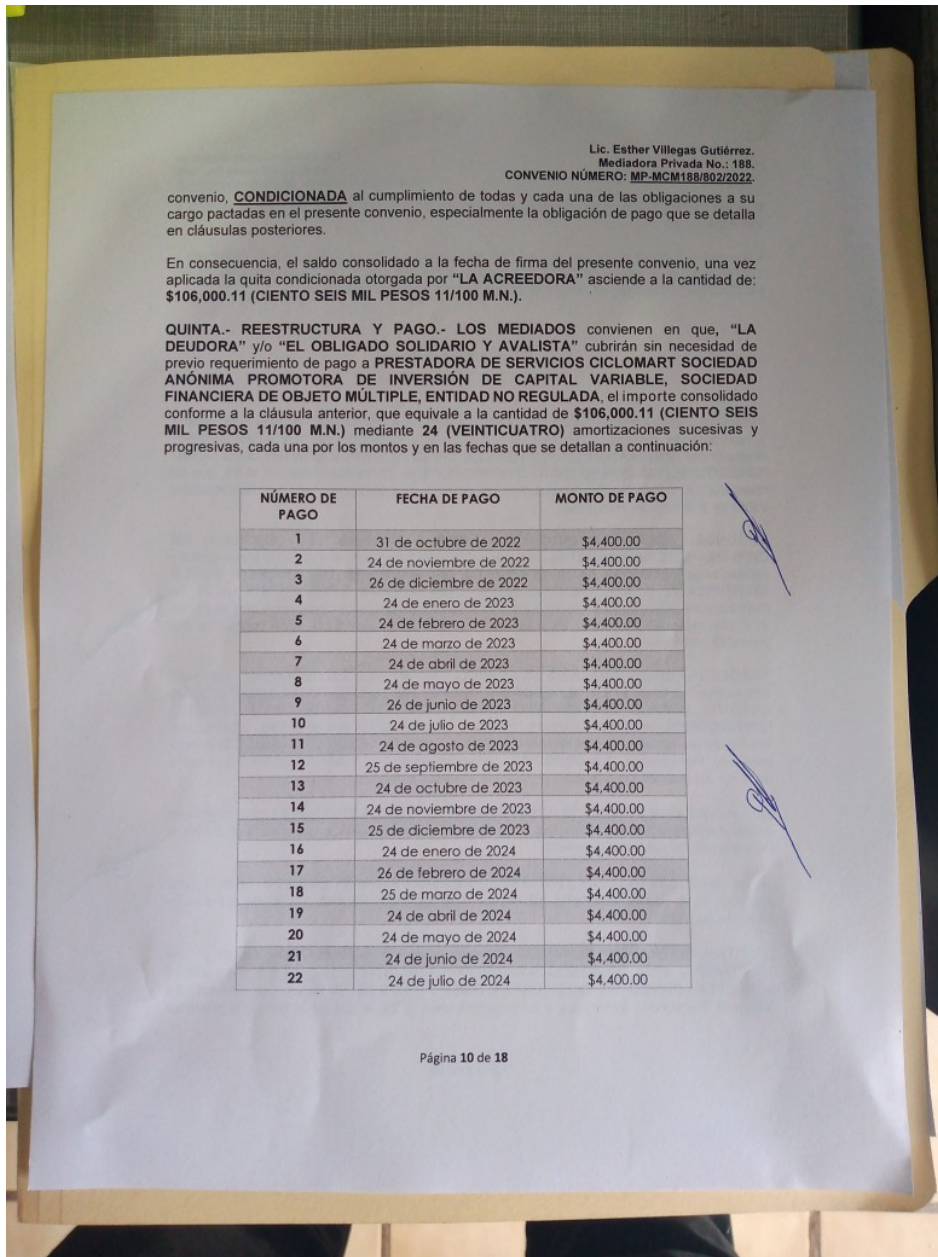 Lic. Esther Villegas Gutiérrez.
Mediadora Privada No.: 188.
CONVENIO NÚMERO: MP-MCM188/802/2022.
convenio, CONDICIONADA al cumplimiento de todas y cada una de las obligaciones a su
cargo pactadas en el presente convenio, especialmente la obligación de pago que se detalla
en cláusulas posteriores.
En consecuencia, el saldo consolidado a la fecha de firma del presente convenio, una vez
aplicada la quita condicionada otorgada por “LA ACREEDORA” asciende a la cantidad de:
$106,000.11 (CIENTO SEIS MIL PESOS 11/100 M.N.).
QUINTA.- REESTRUCTURA Y PAGO.- LOS MEDIADOS convienen en que, “LA
DEUDORA” y/o “EL OBLIGADO SOLIDARIO Y AVALISTA” cubrirán sin necesidad de
previo requerimiento de pago a PRESTADORA DE SERVICIOS CICLOMART SOCIEDAD
ANÓNIMA PROMOTORA DE INVERSIÓN DE CAPITAL VARIABLE, SOCIEDAD
FINANCIERA DE OBJETO MÚLTIPLE, ENTIDAD NO REGULADA, el importe consolidado
conforme a la cláusula anterior, que equivale a la cantidad de $106,000.11 (CIENTO SEIS
MIL PESOS 11/100 M.N.) mediante 24 (VEINTICUATRO) amortizaciones sucesivas y
progresivas, cada una por los montos y en las fechas que se detallan a continuación:
NÚMERO DE PAGO FECHA DE PAGO MONTO DE PAGO
1 31 de octubre de 2022 $4,400.00
2 24 de noviembre de 2022 $4,400.00
3 26 de diciembre de 2022 $4,400.00
4 24 de enero de 2023 $4,400.00
5 24 de febrero de 2023 $4,400.00
6 24 de marzo de 2023 $4,400.00
7 24 de abril de 2023 $4,400.00
8 24 de mayo de 2023 $4,400.00
9 26 de junio de 2023 $4,400.00
10 24 de julio de 2023 $4,400.00
11 24 de agosto de 2023 $4,400.00
12 25 de septiembre de 2023 $4,400.00
13 24 de octubre de 2023 $4,400.00
14 24 de noviembre de 2023 $4,400.00
15 25 de diciembre de 2023 $4,400.00
16 24 de enero de 2024 $4,400.00
17 26 de febrero de 2024 $4,400.00
18 25 de marzo de 2024 $4,400.00
19 24 de abril de 2024 $4,400.00
20 24 de mayo de 2024 $4,400.00
21 24 de junio de 2024 $4,400.00
22 24 de julio de 2024 $4,400.00
Página 10 de 18